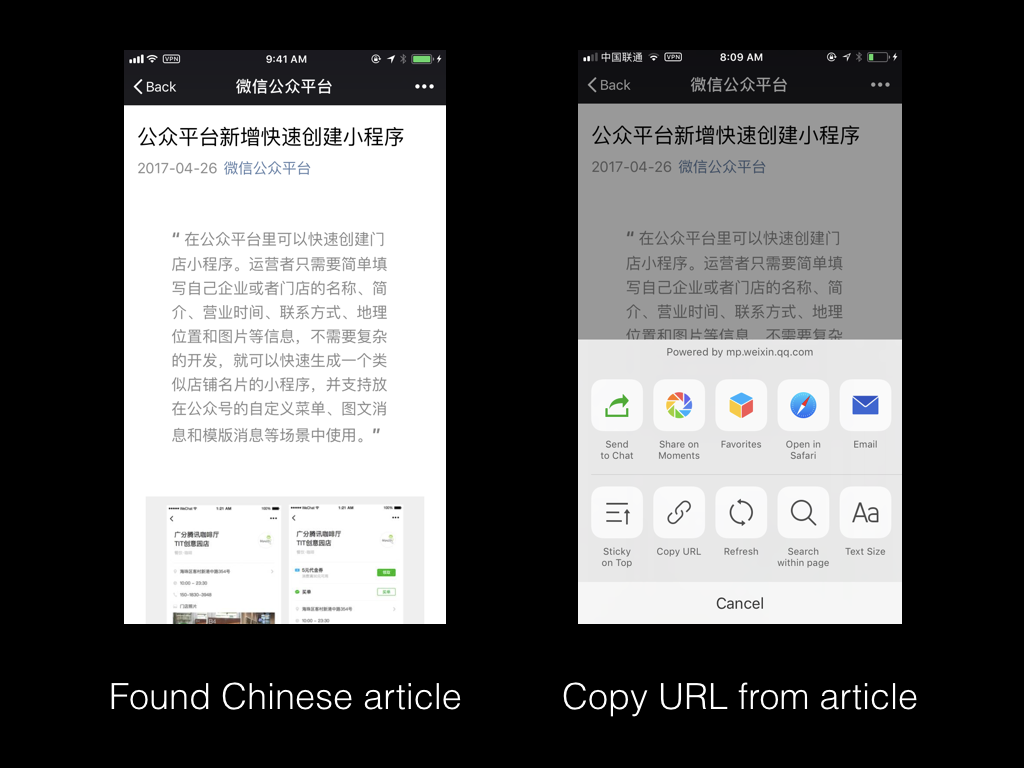 VPN
9:41 AM
Back
微信公众平台
公众平台新增快速创建小程序
2017-04-26 微信公众平台
“ 在公众平台里可以快速创建门
店小程序。运营者只需要简单填
写自己企业或者门店的名称、简
介、营业时间、联系方式、地理
位置和图片等信息，不需要复杂
的开发，就可以快速生成一个类
似店铺名片的小程序，并支持放
在公众号的自定义菜单、图文消
息和模版消息等场景中使用。”
广分腾讯咖啡厅
TIT创意园店
10:00 - 23:30
门店照片
广分腾讯咖啡厅
TIT创意园店
5元代金券
买单
Found Chinese article
中国联通
VPN
8:09 AM
Back
微信公众平台
公众平台新增快速创建小程序
2017-04-26 微信公众平台
“ 在公众平台里可以快速创建门
店小程序。运营者只需要简单填
写自己企业或者门店的名称、简
介、营业时间、联系方式、地理
位置和图片等信息，不需要复杂
Powered by mp.weixin.qq.com
Send
to Chat
Share on
Moments
Favorites
Open in
Safari
Email
Aa
Sticky
on Top
Copy URL
Refresh
Search
within page
Text Size
Cancel
Copy URL from article